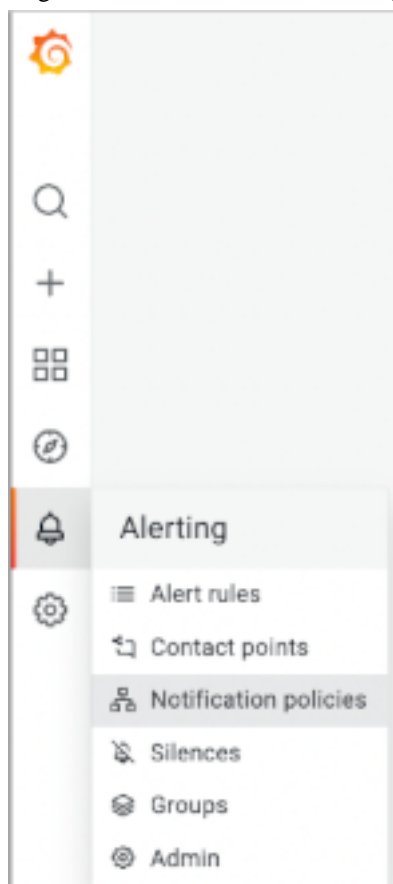 Alerting
Alert rules
Contact points
Notification policies
Silences
Groups
Admin